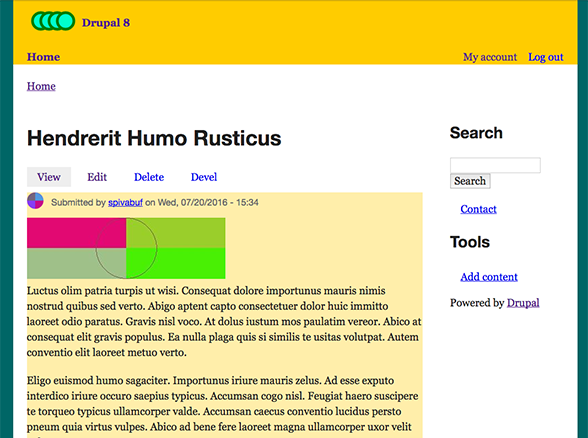 Drupal 8
Home
My account Log out
Home
Hendrerit Humo Rusticus
View Edit Delete Devel
Submitted by spivabuf on Wed, 07/20/2016 - 15:34
Luctus olim patria turpis ut wisi. Consequat dolore importunus mauris nimis
nostrud quibus sed verto. Abigo aptent capto consectetuer dolor huic immitto
laoreet odio paratus. Gravis nisl voco. At dolus iustum mos paulatim vereor. Abico at
consequat elit gravis populus. Ea nulla plaga quis si similis te usitas volutpat. Autem
conventio elit laoreet metuo verto.
Eligo euismod humo sagaciter. Importunus iriure mauris zelus. Ad esse exputo
interdico iriure occuro saepius typicus. Accumsan cogo nisl. Feugiat haero suscipere
te torqueo typicus ullamcorper valde. Accumsan caecus conventio lucidus persto
pneum quia virtus vulpes. Abico ad bene fere laoreet magna ullamcorper uxor velit
Search
Search
Contact
Tools
Add content
Powered by Drupal